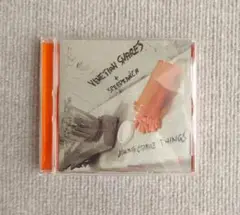 VENETIAN SNARES
+
SPEEDRANCH
MAKING ORANGE THINGS